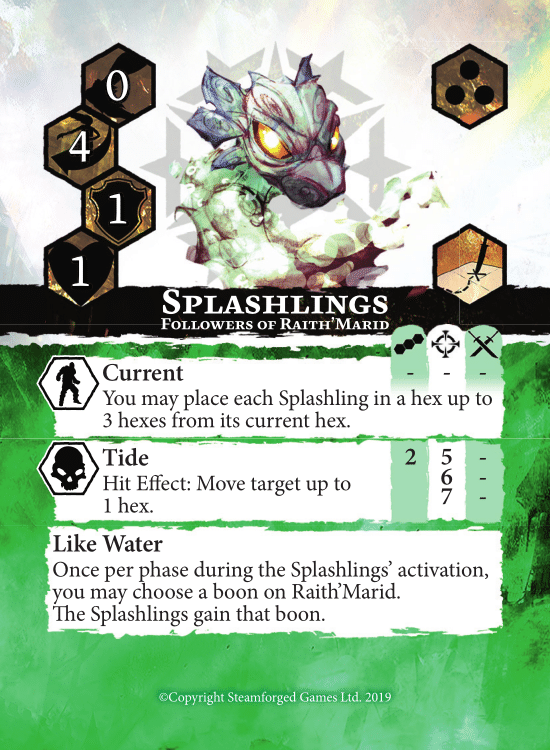 0
4
1
1
Splashlings
Followers of Raith'Marid
Current - - -
You may place each Splashling in a hex up to
3 hexes from its current hex.
Tide 2 5 -
Hit Effect: Move target up to 6 -
1 hex. 7 -
Like Water
Once per phase during the Splashlings' activation,
you may choose a boon on Raith'Marid.
The Splashlings gain that boon.
©Copyright Steamforged Games Ltd. 2019